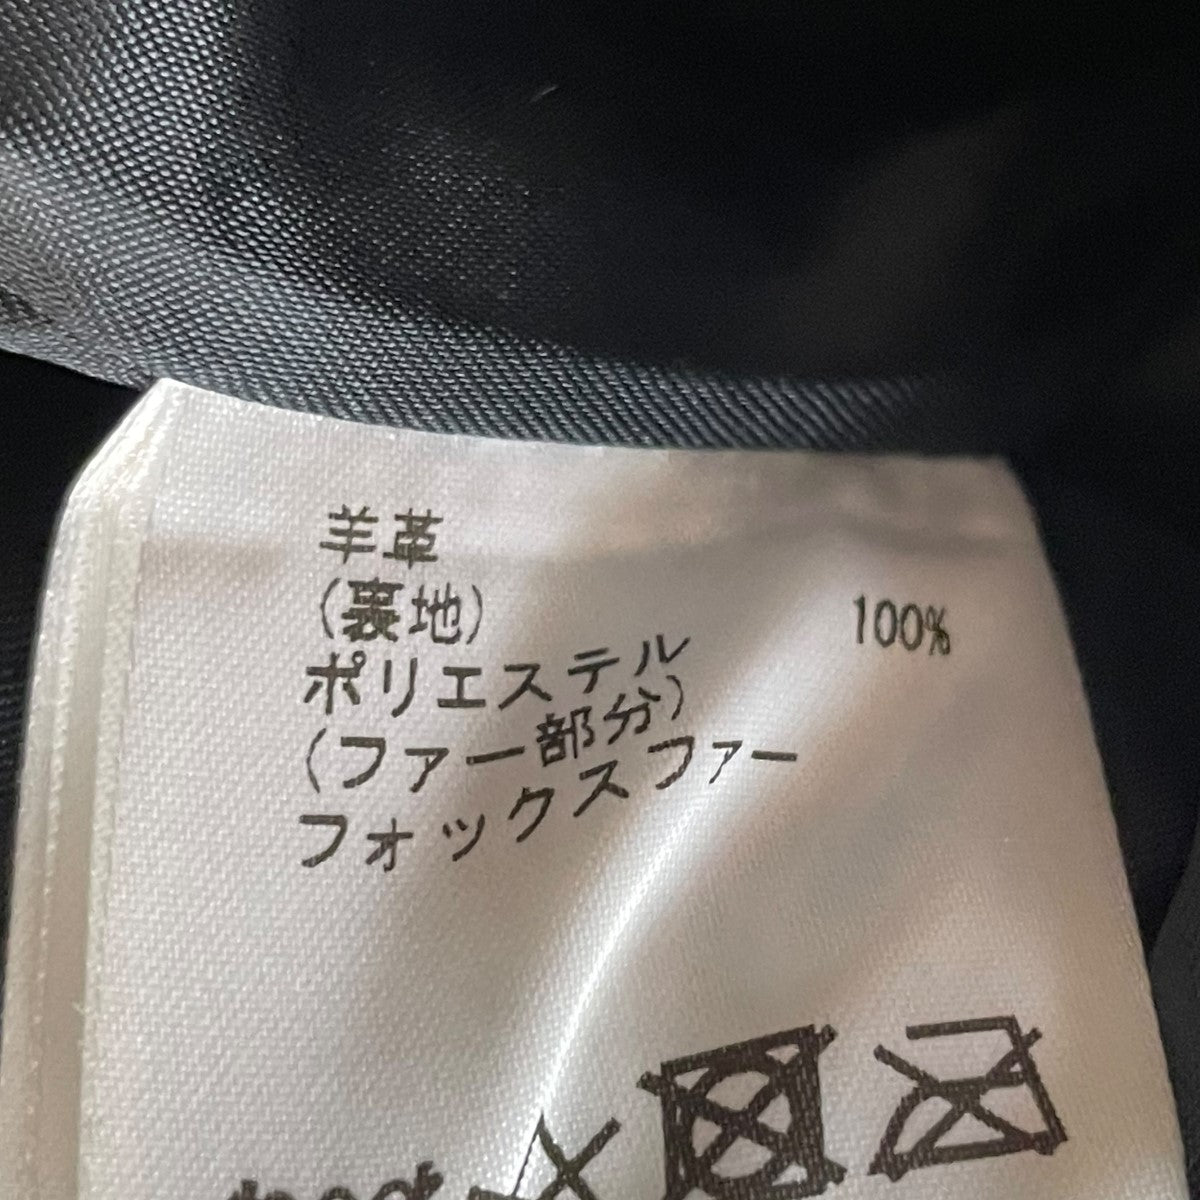 羊革
(裏地)
ポリエステル 100%
(ファー部分)
フォックスファー